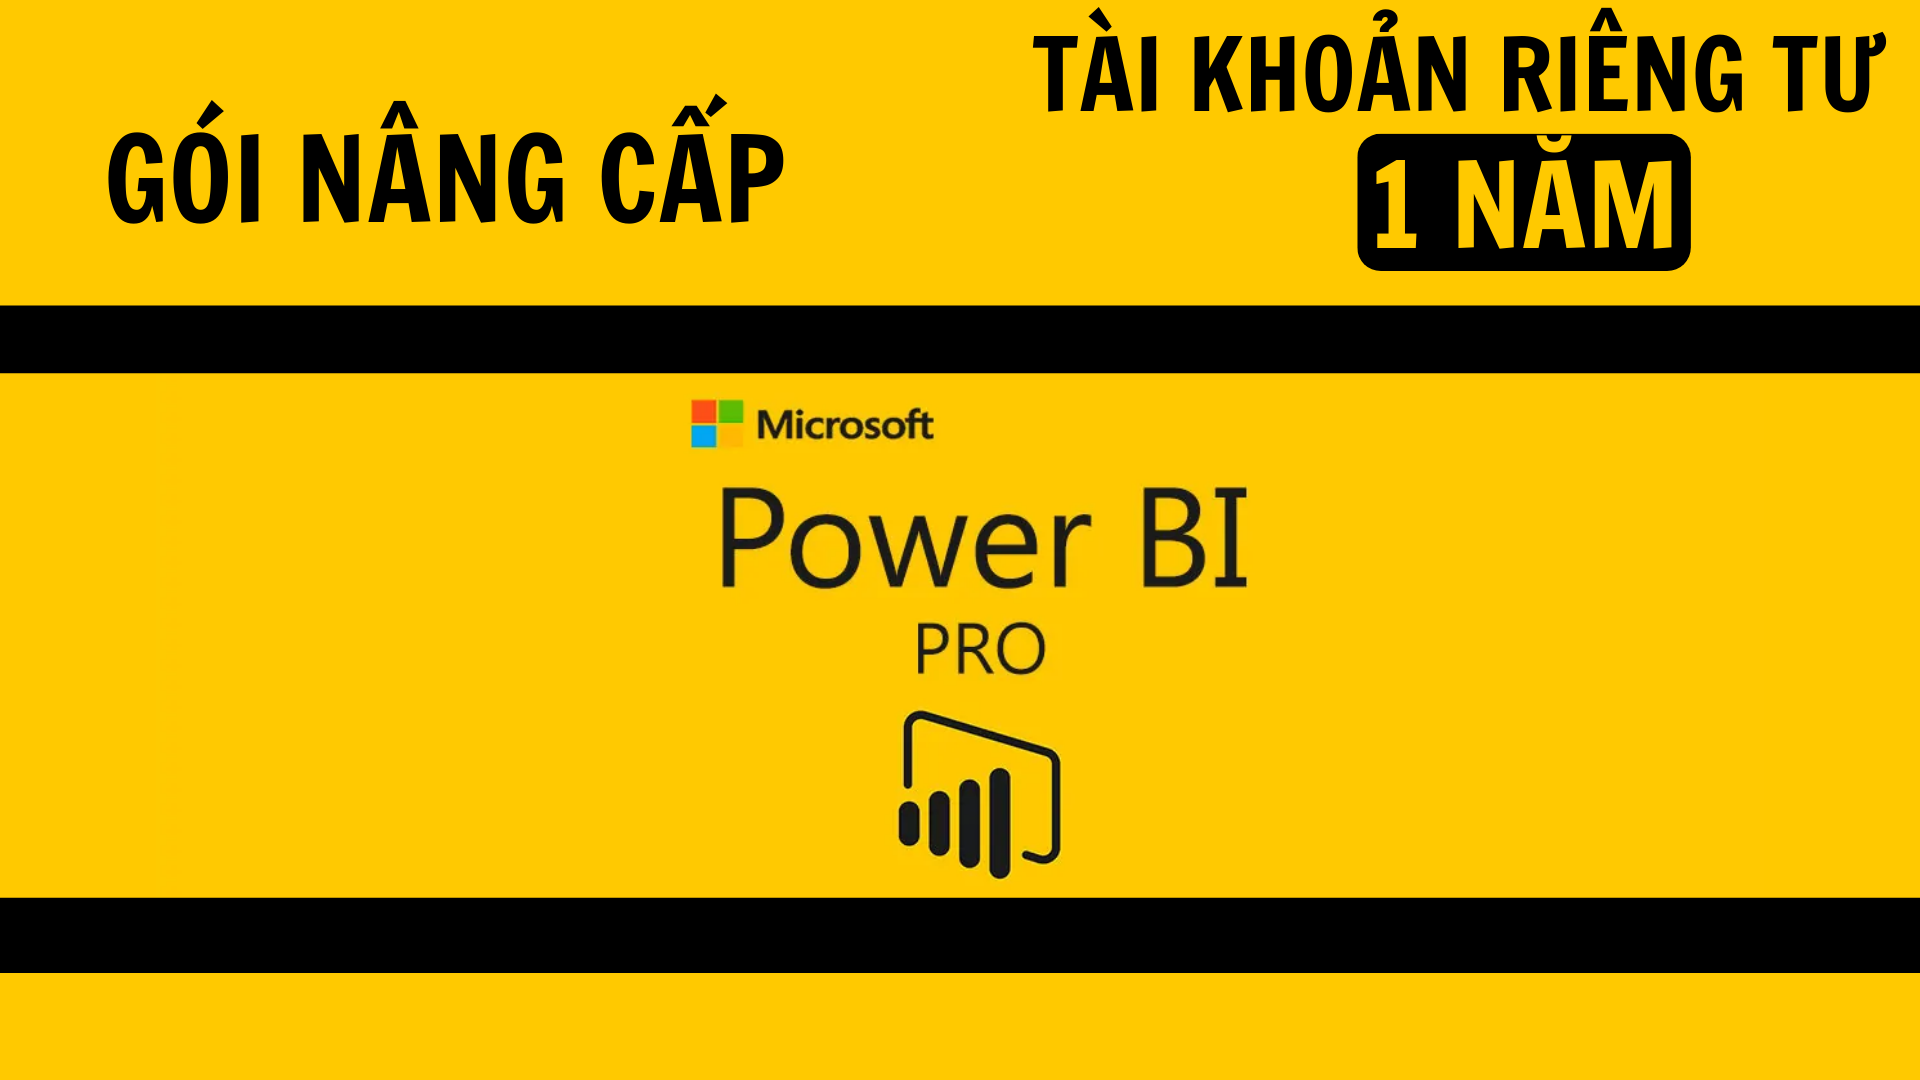 GÓI NÂNG CẤP
TÀI KHOẢN RIÊNG TƯ
1 NĂM
Microsoft
Power BI
PRO